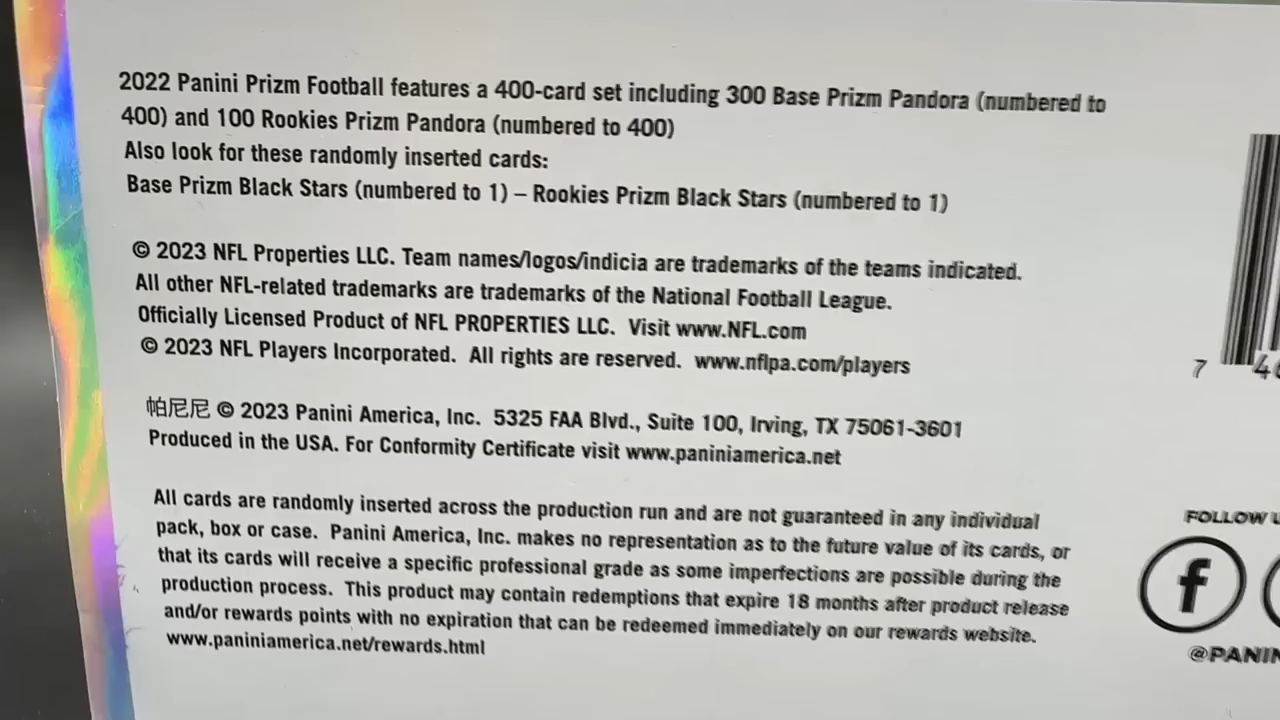 2022 Panini Prizm Football features a 400-card set including 300 Base Prizm Pandora (numbered to
400) and 100 Rookies Prizm Pandora (numbered to 400)
Also look for these randomly inserted cards:
Base Prizm Black Stars (numbered to 1) – Rookies Prizm Black Stars (numbered to 1)
© 2023 NFL Properties LLC. Team names/logos/indicia are trademarks of the teams indicated.
All other NFL-related trademarks are trademarks of the National Football League.
Officially Licensed Product of NFL PROPERTIES LLC. Visit www.NFL.com
© 2023 NFL Players Incorporated. All rights are reserved. www.nflpa.com/players
帕尼尼 © 2023 Panini America, Inc. 5325 FAA Blvd., Suite 100, Irving, TX 75061-3601
Produced in the USA. For Conformity Certificate visit www.paniniamerica.net
All cards are randomly inserted across the production run and are not guaranteed in any individual
pack, box or case. Panini America, Inc. makes no representation as to the future value of its cards, or
that its cards will receive a specific professional grade as some imperfections are possible during the
production process. This product may contain redemptions that expire 18 months after product release
and/or rewards points with no expiration that can be redeemed immediately on our rewards website.
www.paniniamerica.net/rewards.html
7 4
FOLLOW
f
@PANIN